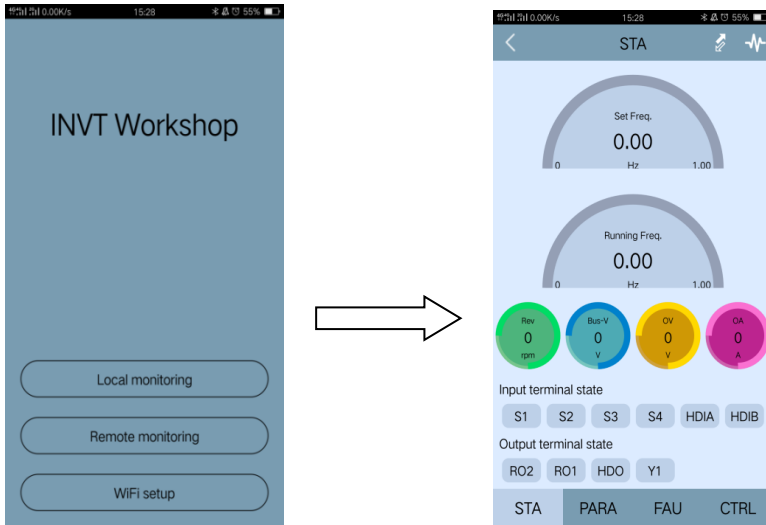 0.00K/s 15:28 55%
INVT Workshop
Local monitoring
Remote monitoring
WiFi setup
0.00K/s 15:28 55%
STA
Set Freq.
0.00
0 Hz 1.00
Running Freq.
0.00
0 Hz 1.00
Rev Bus-V OV OA
0 0 0 0
rpm V V A
Input terminal state
S1 S2 S3 S4 HDIA HDIB
Output terminal state
RO2 RO1 HDO Y1
STA PARA FAU CTRL